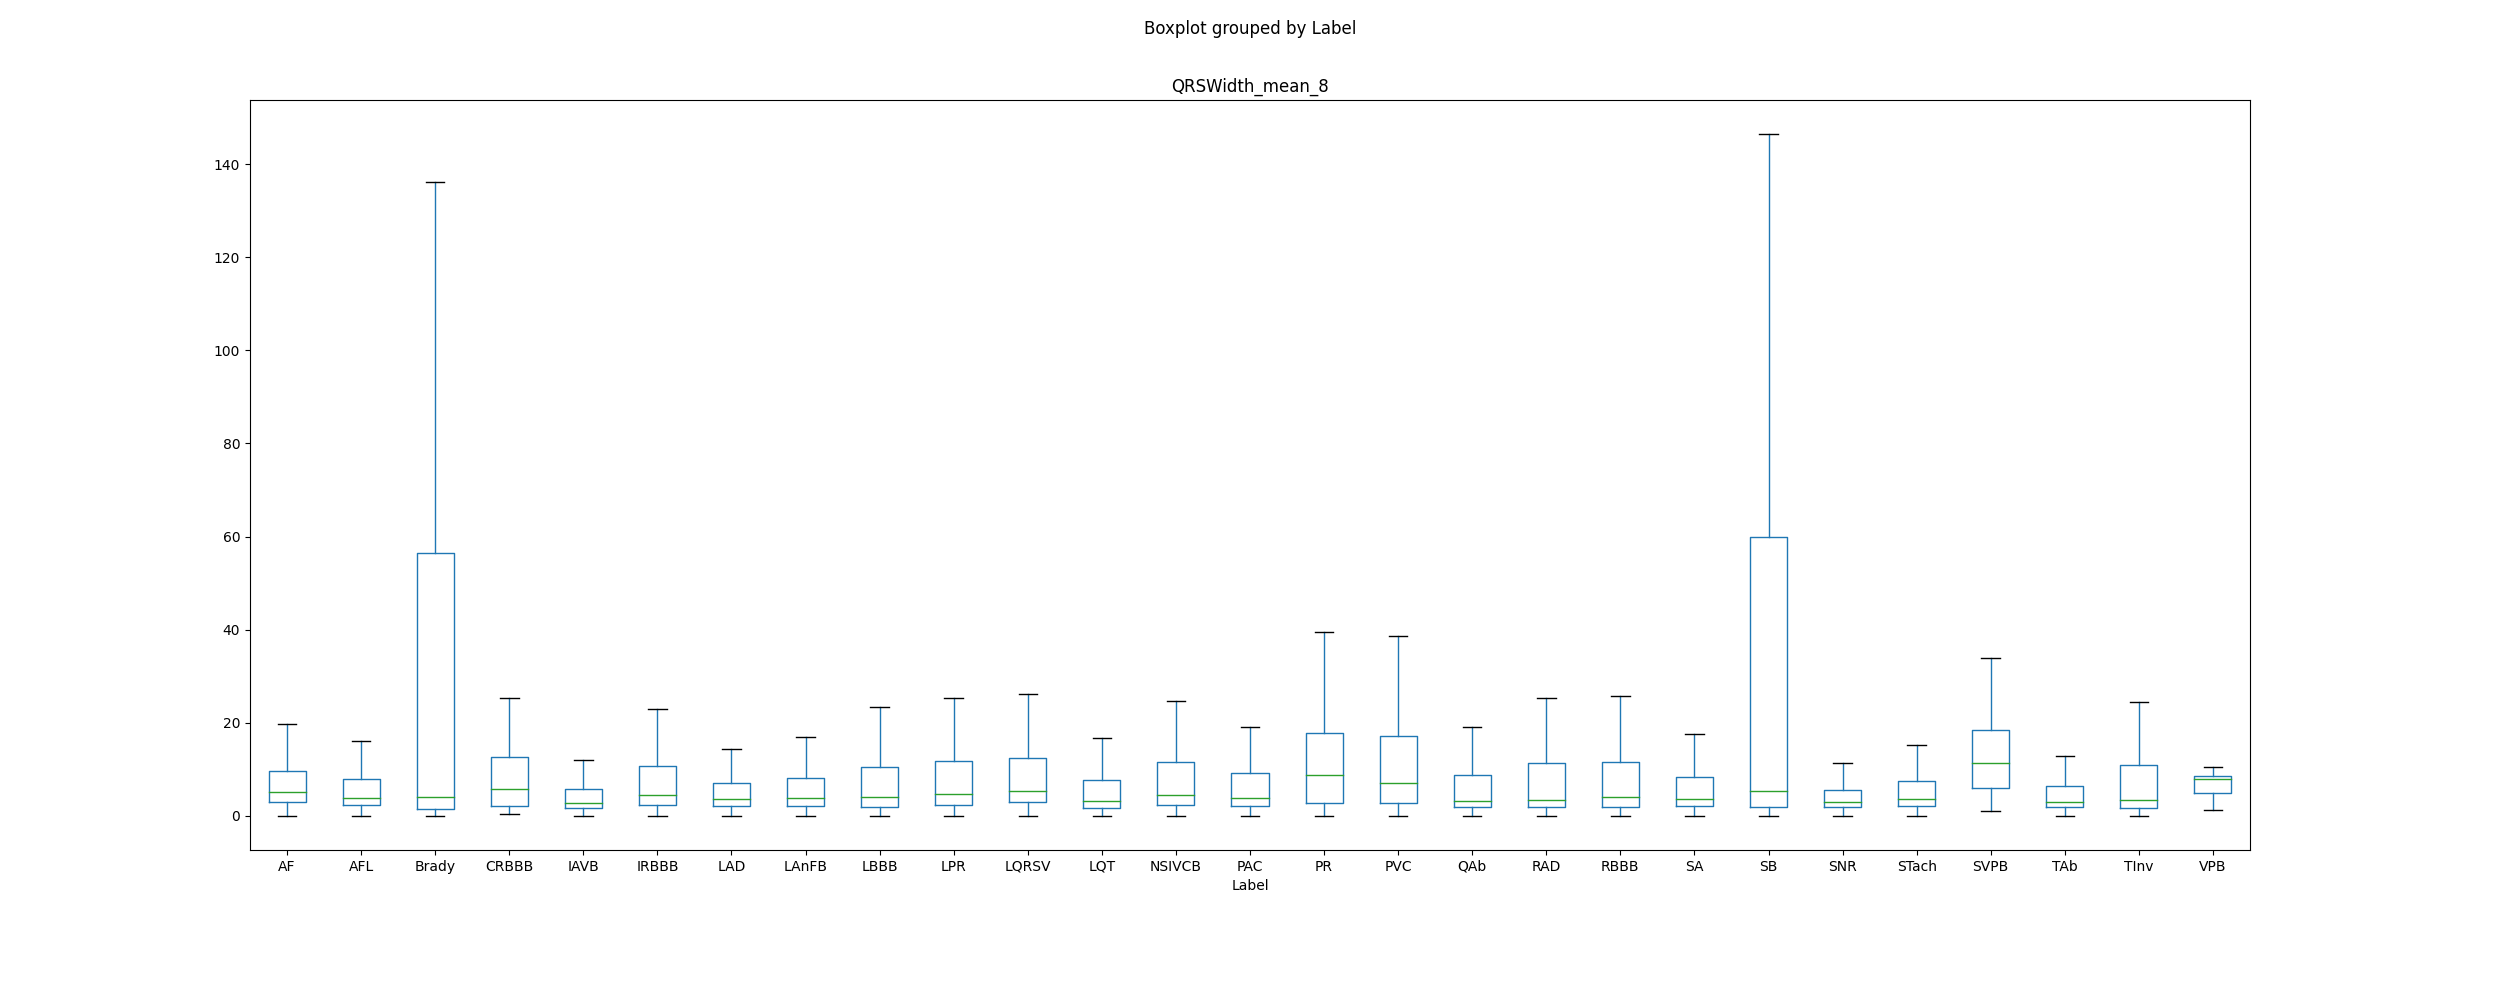 Boxplot grouped by Label
QRSWidth_mean_8
140
120
100
80
60
40
20
0
AF AFL Brady CRBBB IAVB IRBBB LAD LAnFB LBBB LPR LQRSV LQT NSIVCB PAC PR PVC QAb RAD RBBB SA SB SNR STach SVPB TAb TInv VPB
Label